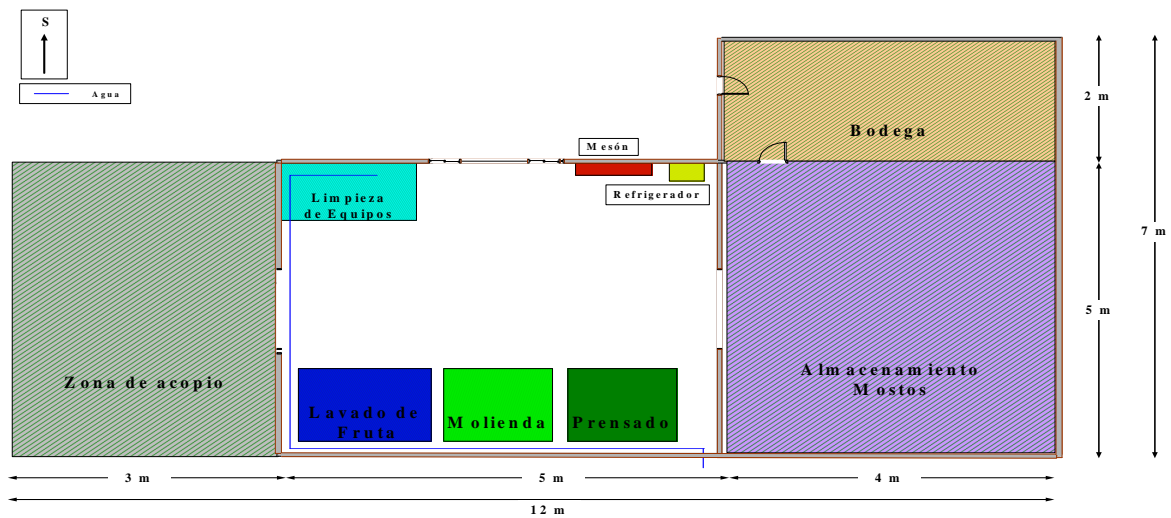 S
Agua
2 m
Bodega
Mesón
Refrigerador
Limpieza
de Equipos
7 m
5 m
Zona de acopio
Almacenamiento
Mostos
Lavado de
Fruta
Molienda
Prensado
3 m
5 m
4 m
12 m